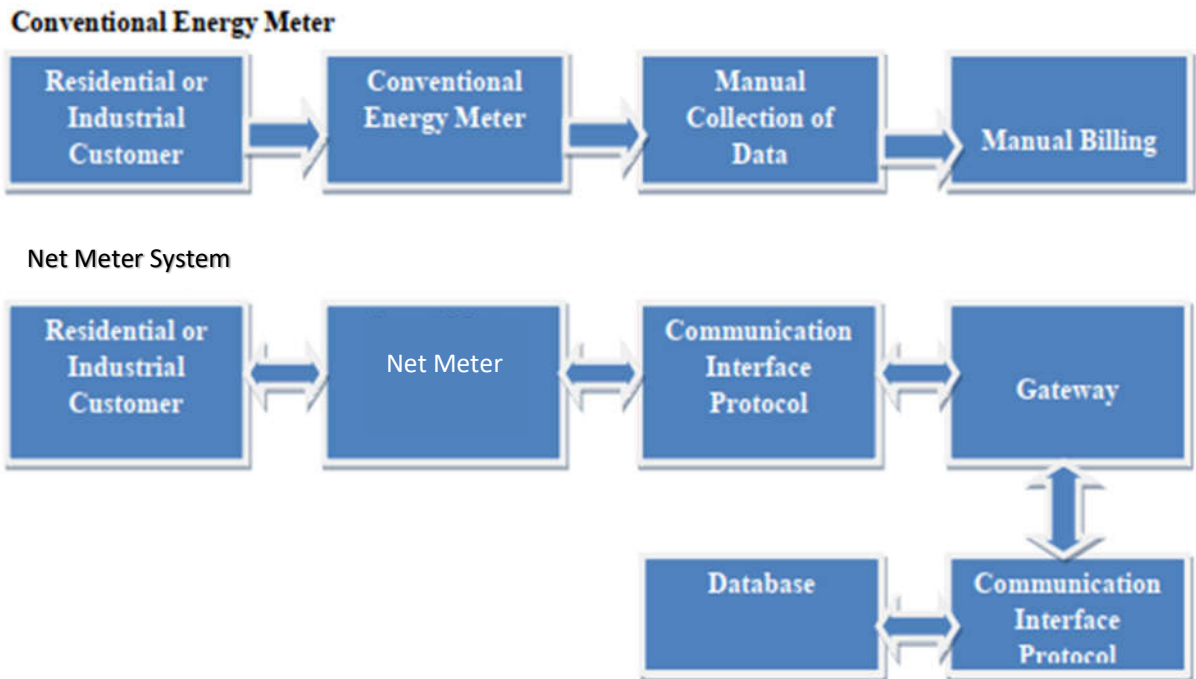 Conventional Energy Meter
Residential or
Industrial
Customer
Conventional
Energy Meter
Manual
Collection of
Data
Manual Billing
Net Meter System
Residential or
Industrial
Customer
Net Meter
Communication
Interface
Protocol
Gateway
Database
Communication
Interface
Protocol